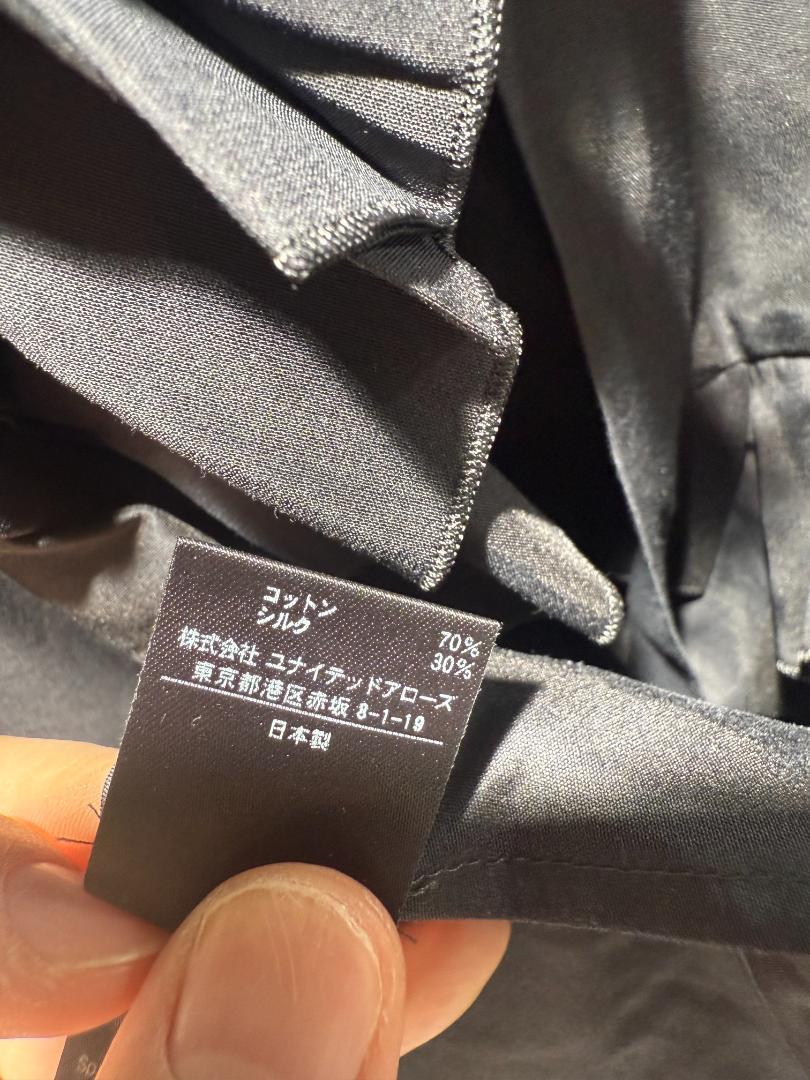 コットン 70%
シルク 30%
株式会社 ユナイテッドアローズ
東京都港区赤坂 8-1-19
日本製